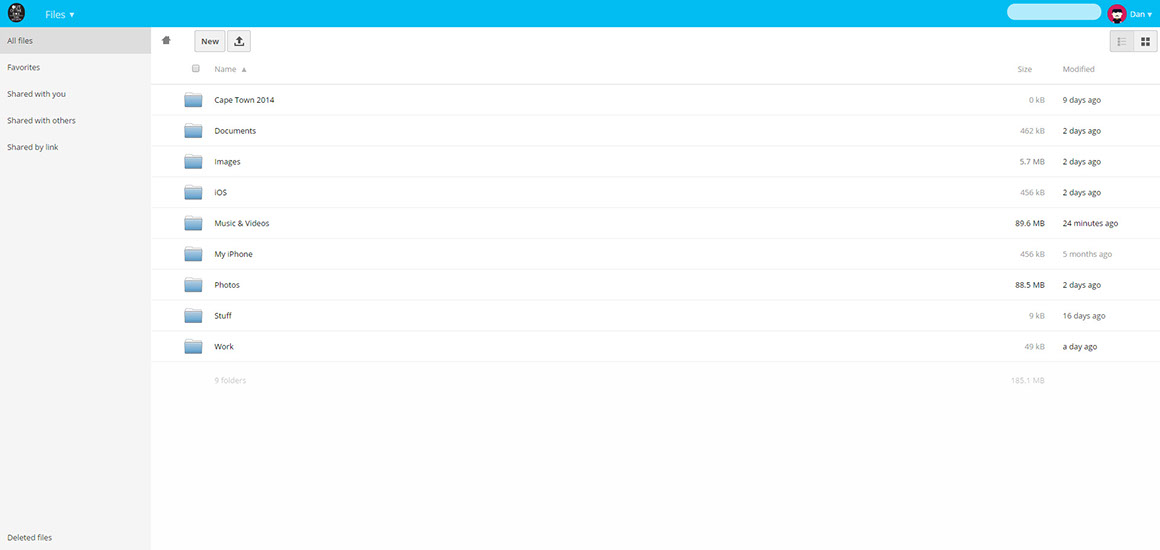 Files ▾
Dan ▾
All files
Favorites
Shared with you
Shared with others
Shared by link
Deleted files
New
Name ▲ Size Modified
Cape Town 2014 0 kB 9 days ago
Documents 462 kB 2 days ago
Images 5.7 MB 2 days ago
iOS 456 kB 2 days ago
Music & Videos 89.6 MB 24 minutes ago
My iPhone 456 kB 5 months ago
Photos 88.5 MB 2 days ago
Stuff 9 kB 16 days ago
Work 49 kB a day ago
9 folders 185.1 MB